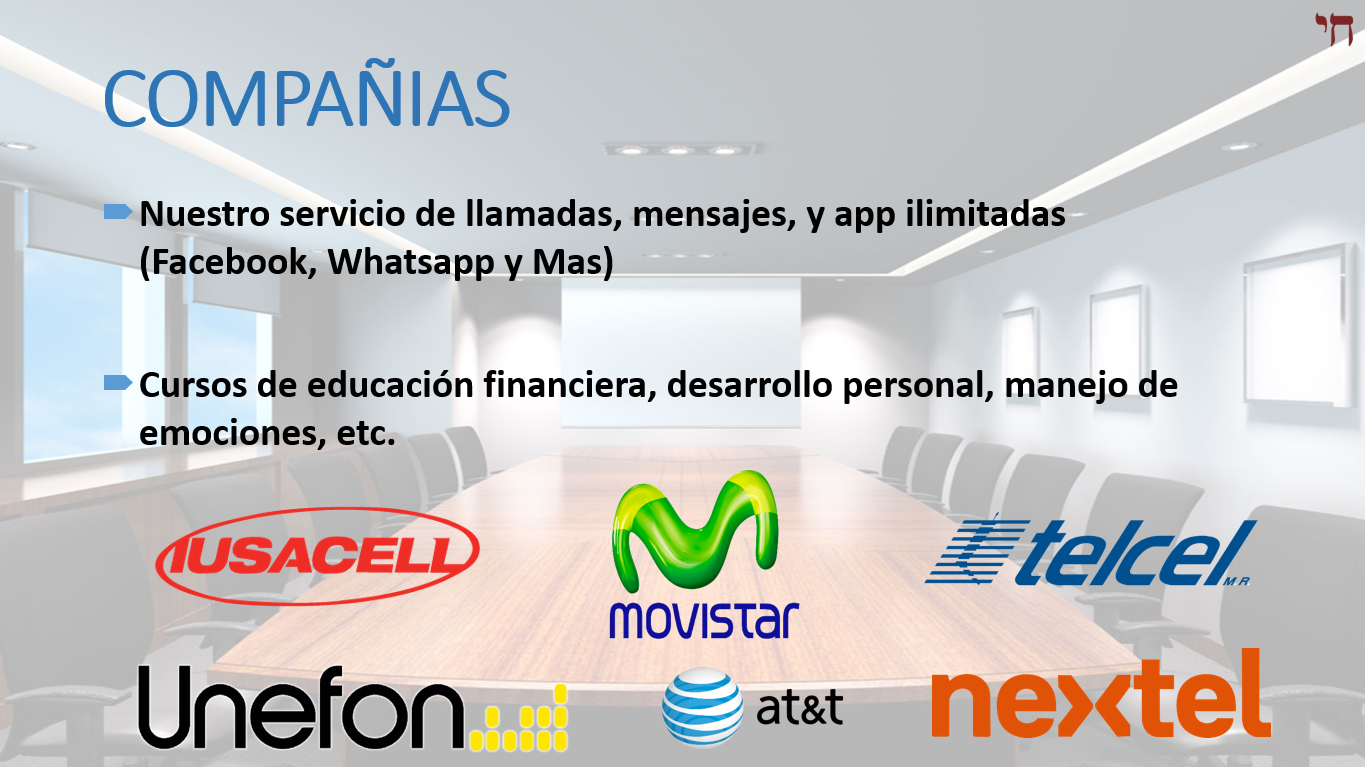 חי
COMPAÑIAS
Nuestro servicio de llamadas, mensajes, y app ilimitadas
(Facebook, Whatsapp y Mas)
Cursos de educación financiera, desarrollo personal, manejo de
emociones, etc.
IUSACELL
movistar
telcel
MR
Unefon
at&t
nextel